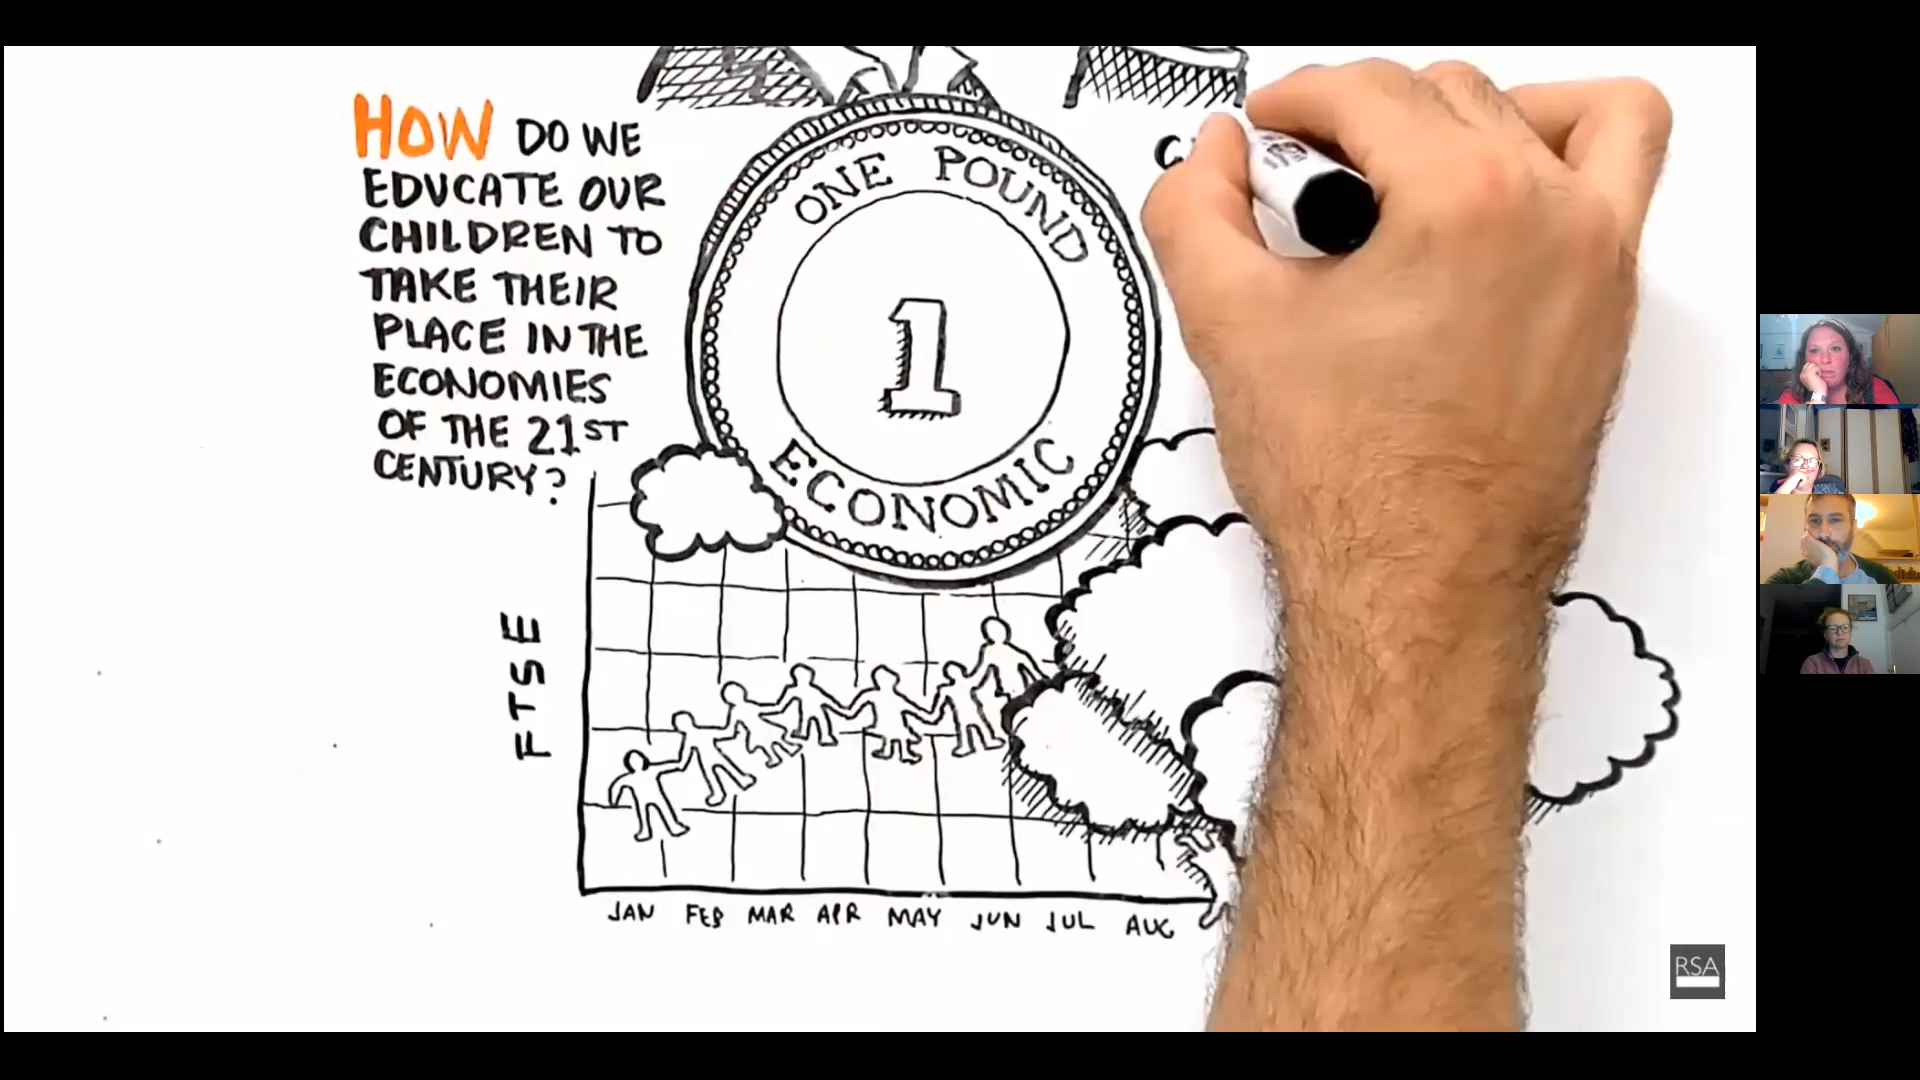 HOW DO WE
EDUCATE OUR
CHILDREN TO
TAKE THEIR
PLACE IN THE
ECONOMIES
OF THE 21ST
CENTURY?
ONE POUND
1
ECONOMIC
FTSE
JAN FEB MAR APR MAY JUN JUL AUG
RSA